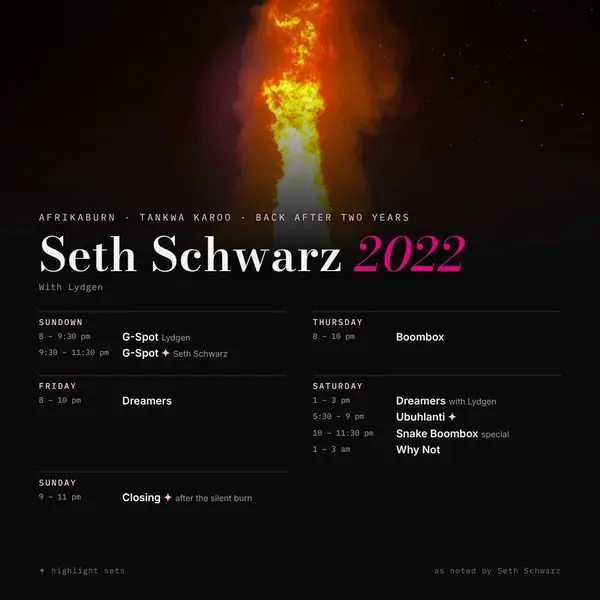 AFRIKABURN · TANKWA KAROO · BACK AFTER TWO YEARS
Seth Schwarz 2022
With Lydgen
SUNDOWN
8 – 9:30 pm G-Spot Lydgen
9:30 – 11:30 pm G-Spot ✦ Seth Schwarz
THURSDAY
8 – 10 pm Boombox
FRIDAY
8 – 10 pm Dreamers
SATURDAY
1 – 3 pm Dreamers with Lydgen
5:30 – 9 pm Ubuhlanti ✦
10 – 11:30 pm Snake Boombox special
1 – 3 am Why Not
SUNDAY
9 – 11 pm Closing ✦ after the silent burn
✦ highlight sets
as noted by Seth Schwarz